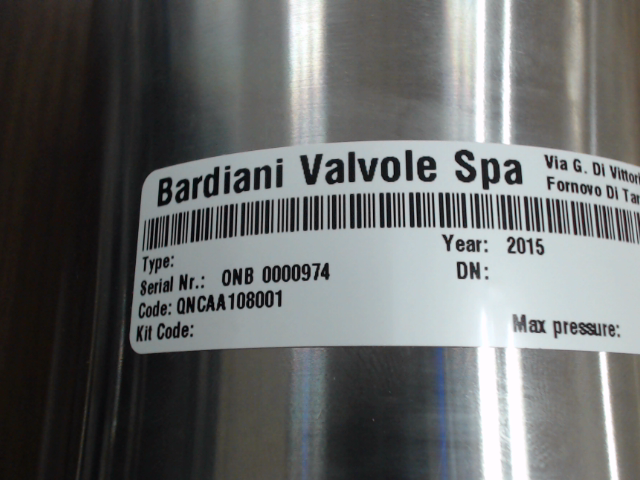 Bardiani Valvole Spa
Via G. Di Vittori
Fornovo Di Tar
Type:
Year: 2015
Serial Nr.: ONB 0000974
DN:
Code: QNCAA108001
Kit Code:
Max pressure: